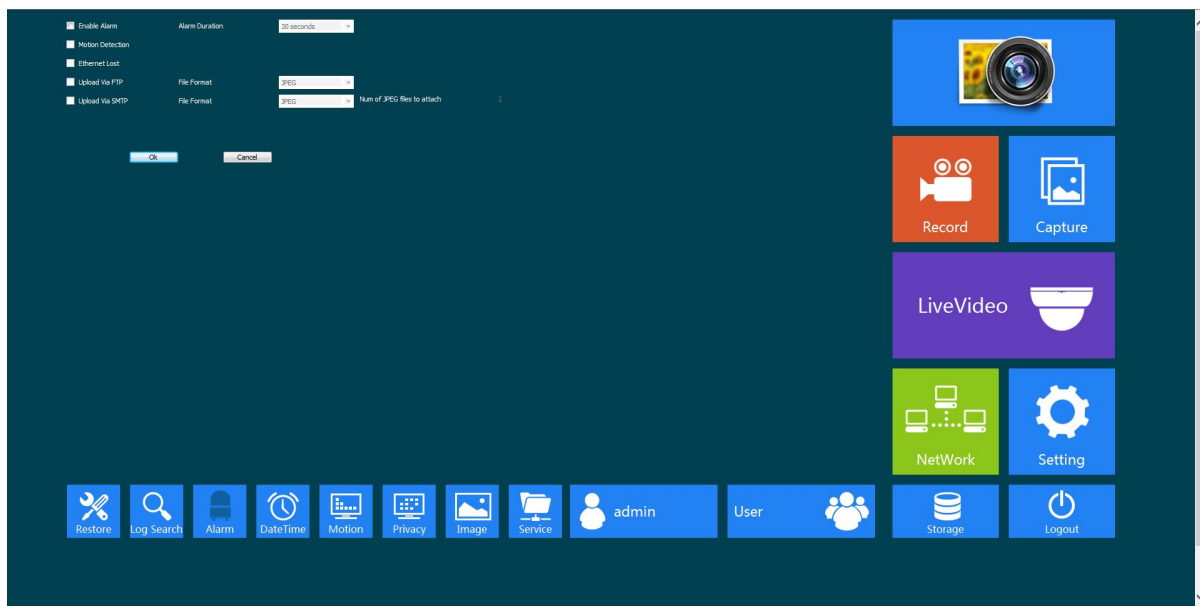 Enable Alarm Alarm Duration 30 seconds
Motion Detection
Ethernet Lost
Upload Via FTP File Format JPEG
Upload Via SMTP File Format JPEG Num of JPEG files to attach 2
Ok Cancel
Record Capture
LiveVideo
NetWork Setting
Restore Log Search Alarm DateTime Motion Privacy Image Service admin User Storage Logout